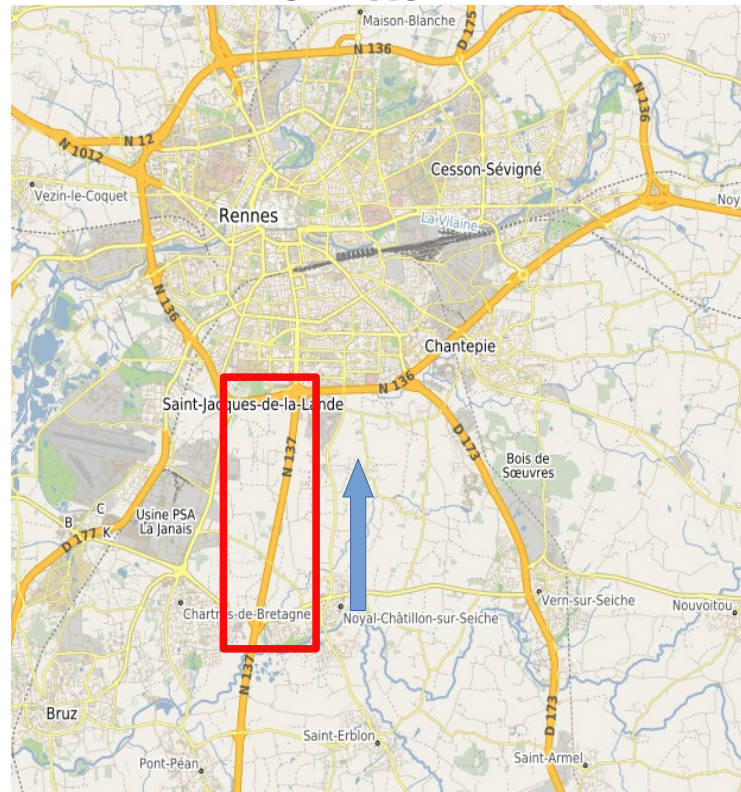 Maison-Blanche
N 136
D 175
N 136
N 12
N 1012
Cesson-Sévigné
Vezin-le-Coquet
Noy
Rennes
La Vilaine
N 136
Chantepie
N 136
Saint-Jacques-de-la-Lande
D 173
N 137
Bois de
Sœuvres
C
B
Usine PSA
La Janais
D 177
K
Chartres-de-Bretagne
Noyal-Châtillon-sur-Seiche
Vern-sur-Seiche
Nouvoitou
N 137
Bruz
D 173
Saint-Erblon
Pont-Péan
Saint-Armel